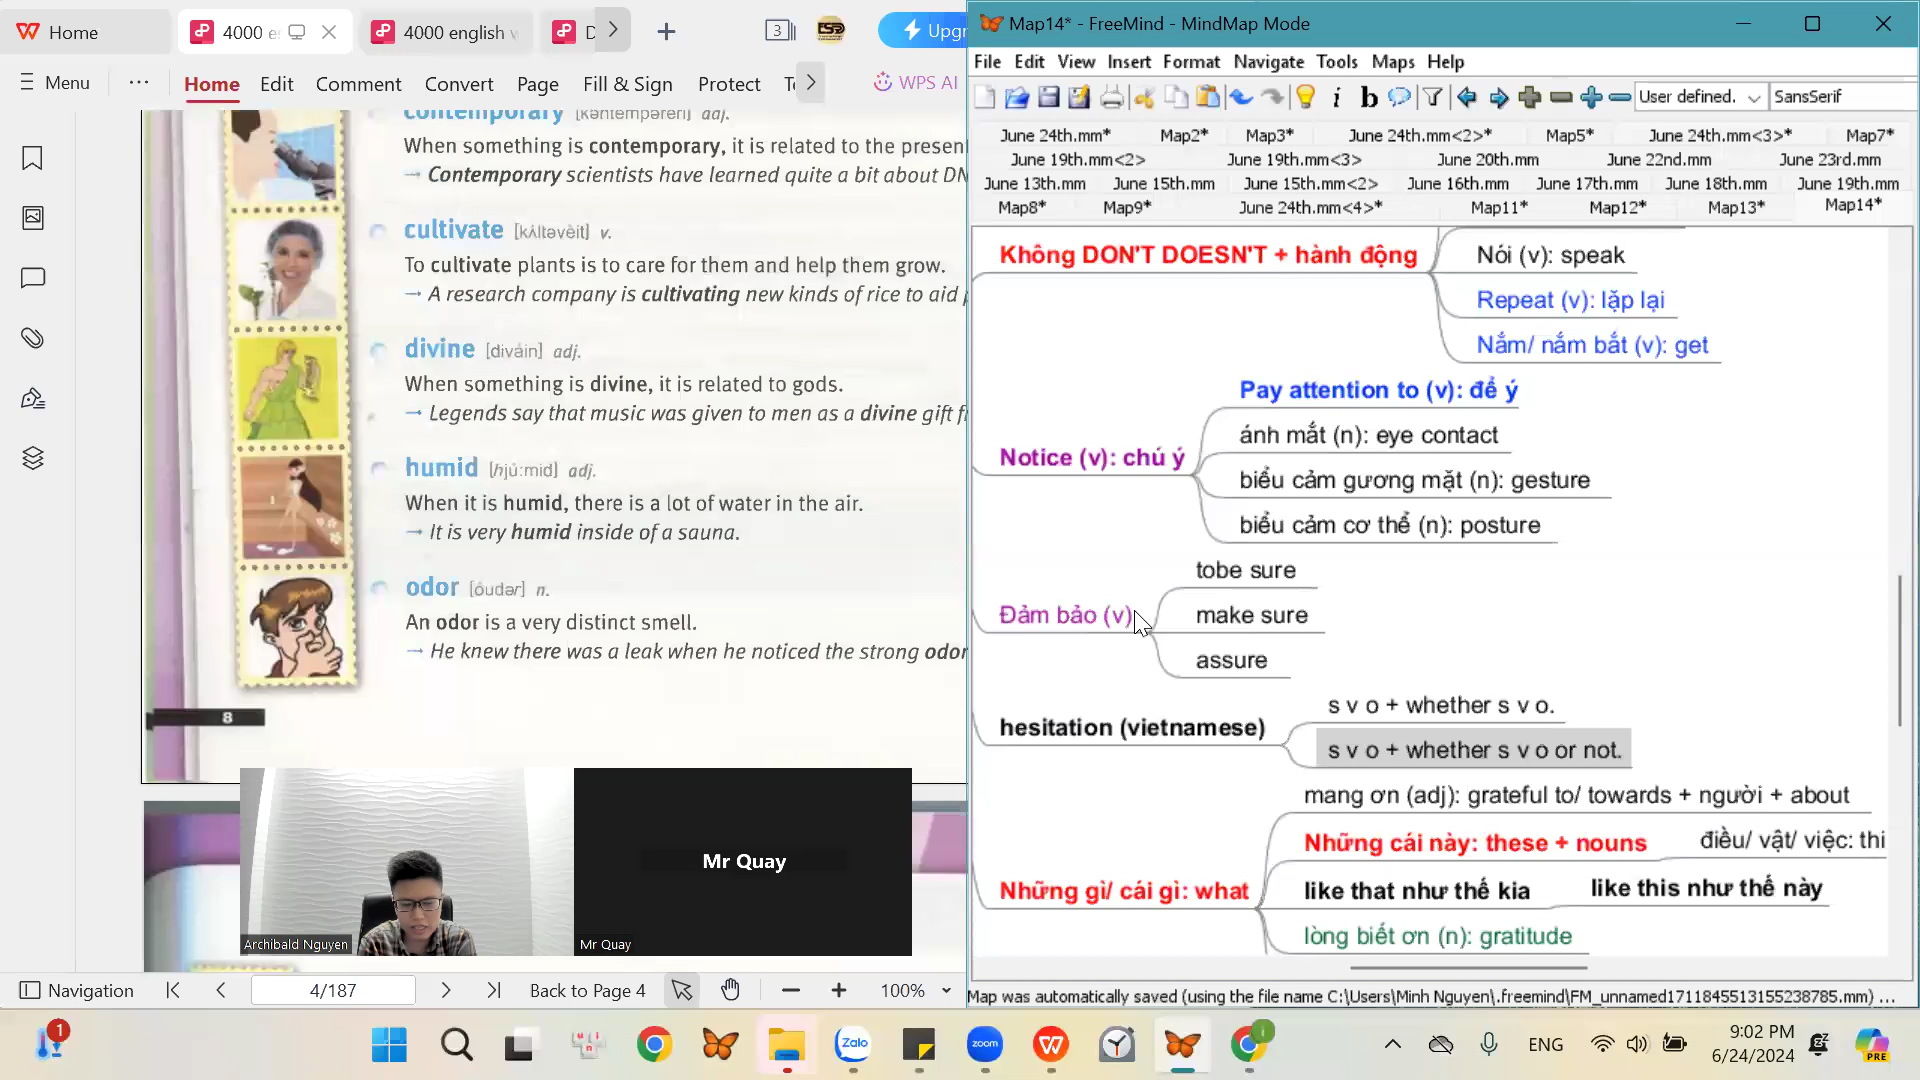 Home
4000 e
4000 english
3
Upg
Menu
Home
Edit
Comment
Convert
Page
Fill & Sign
Protect
WPS AI
contemporary [kəntémpərèri] adj.
When something is contemporary, it is related to the presen
→ Contemporary scientists have learned quite a bit about DN
cultivate [kʌ́ltəvèit] v.
To cultivate plants is to care for them and help them grow.
→ A research company is cultivating new kinds of rice to aid
divine [diváin] adj.
When something is divine, it is related to gods.
→ Legends say that music was given to men as a divine gift f
humid [hjú:mid] adj.
When it is humid, there is a lot of water in the air.
→ It is very humid inside of a sauna.
odor [óudər] n.
An odor is a very distinct smell.
→ He knew there was a leak when he noticed the strong odor
8
Archibald Nguyen
Mr Quay
Mr Quay
Navigation
4/187
Back to Page 4
100%
Map14* - FreeMind - MindMap Mode
File Edit View Insert Format Navigate Tools Maps Help
User defined.
SansSerif
June 24th.mm* Map2* Map3* June 24th.mm<2>* Map5* June 24th.mm<3>* Map7*
June 19th.mm<2> June 19th.mm<3> June 20th.mm June 22nd.mm June 23rd.mm
June 13th.mm June 15th.mm June 15th.mm<2> June 16th.mm June 17th.mm June 18th.mm June 19th.mm
Map8* Map9* June 24th.mm<4>* Map11* Map12* Map13* Map14*
Không DON'T DOESN'T + hành động
Nói (v): speak
Repeat (v): lặp lại
Nắm/ nắm bắt (v): get
Notice (v): chú ý
Pay attention to (v): để ý
ánh mắt (n): eye contact
biểu cảm gương mặt (n): gesture
biểu cảm cơ thể (n): posture
Đảm bảo (v)
tobe sure
make sure
assure
hesitation (vietnamese)
s v o + whether s v o.
s v o + whether s v o or not.
Những gì/ cái gì: what
mang ơn (adj): grateful to/ towards + người + about
Những cái này: these + nouns
điều/ vật/ việc: thi
like that như thế kia
like this như thế này
lòng biết ơn (n): gratitude
Map was automatically saved (using the file name C:\Users\Minh Nguyen\.freemind\FM_unnamed1711845513155238785.mm) ...
1
Zalo
zoom
1
ENG
9:02 PM
6/24/2024
PRE